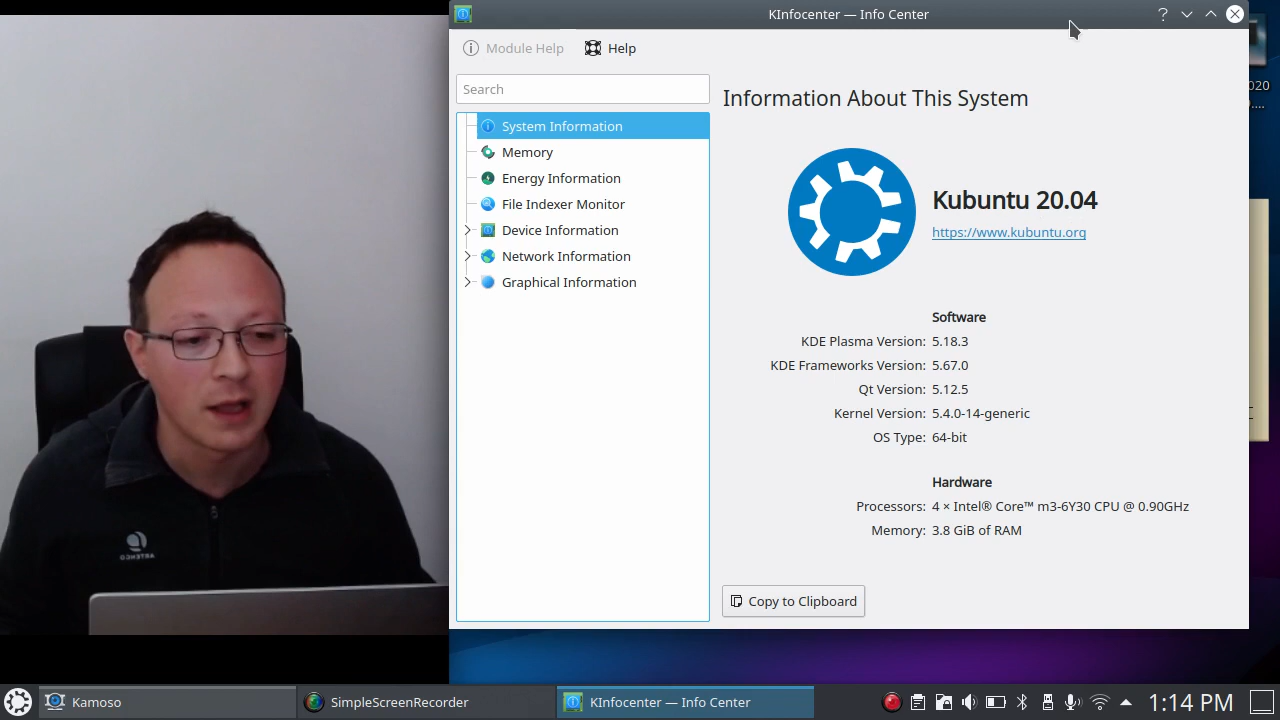 KInfocenter — Info Center
?
Module Help
Help
Search
System Information
Memory
Energy Information
File Indexer Monitor
Device Information
Network Information
Graphical Information
Information About This System
Kubuntu 20.04
https://www.kubuntu.org
Software
KDE Plasma Version: 5.18.3
KDE Frameworks Version: 5.67.0
Qt Version: 5.12.5
Kernel Version: 5.4.0-14-generic
OS Type: 64-bit
Hardware
Processors: 4 × Intel® Core™ m3-6Y30 CPU @ 0.90GHz
Memory: 3.8 GiB of RAM
Copy to Clipboard
020
ARTENGO
Kamoso
SimpleScreenRecorder
KInfocenter — Info Center
1:14 PM